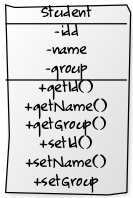 Student
-idd
-name
-group
+getId()
+getName()
+getGroup()
+setId()
+setName()
+setGroup